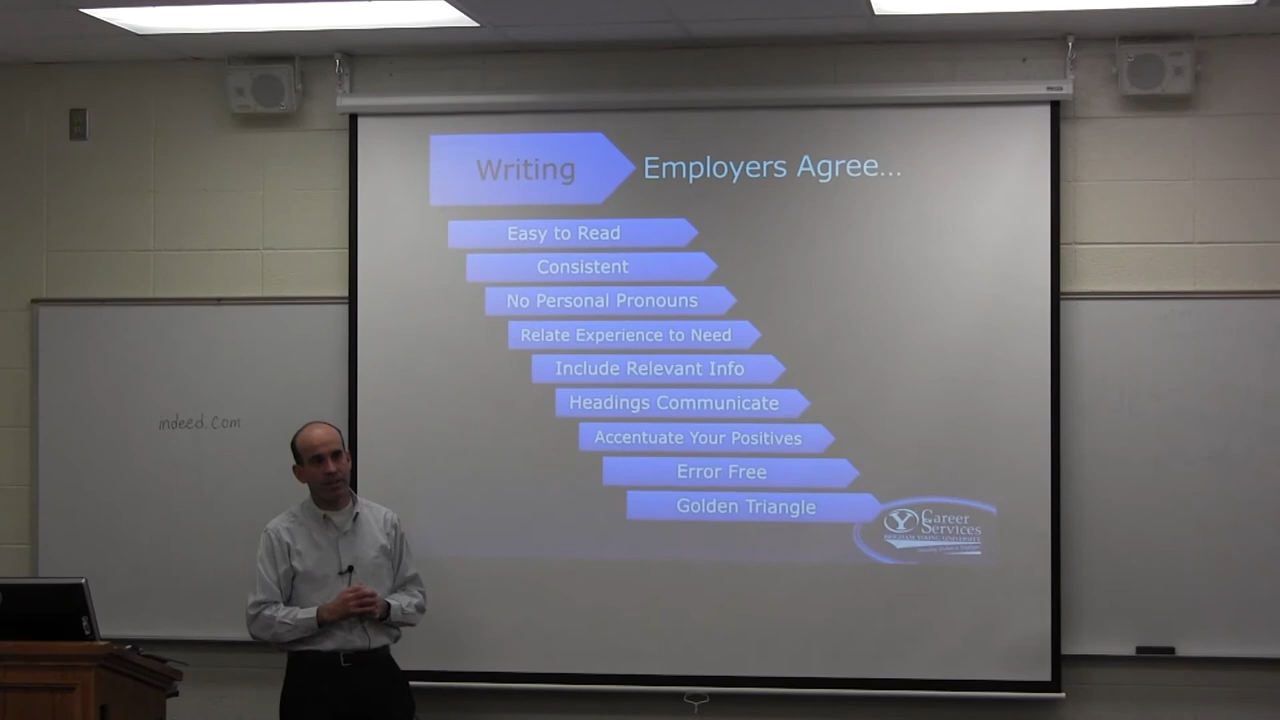 Writing
Employers Agree...
Easy to Read
Consistent
No Personal Pronouns
Relate Experience to Need
Include Relevant Info
Headings Communicate
Accentuate Your Positives
Error Free
Golden Triangle
Y Career
Services
BRIGHAM YOUNG UNIVERSITY
indeed.com